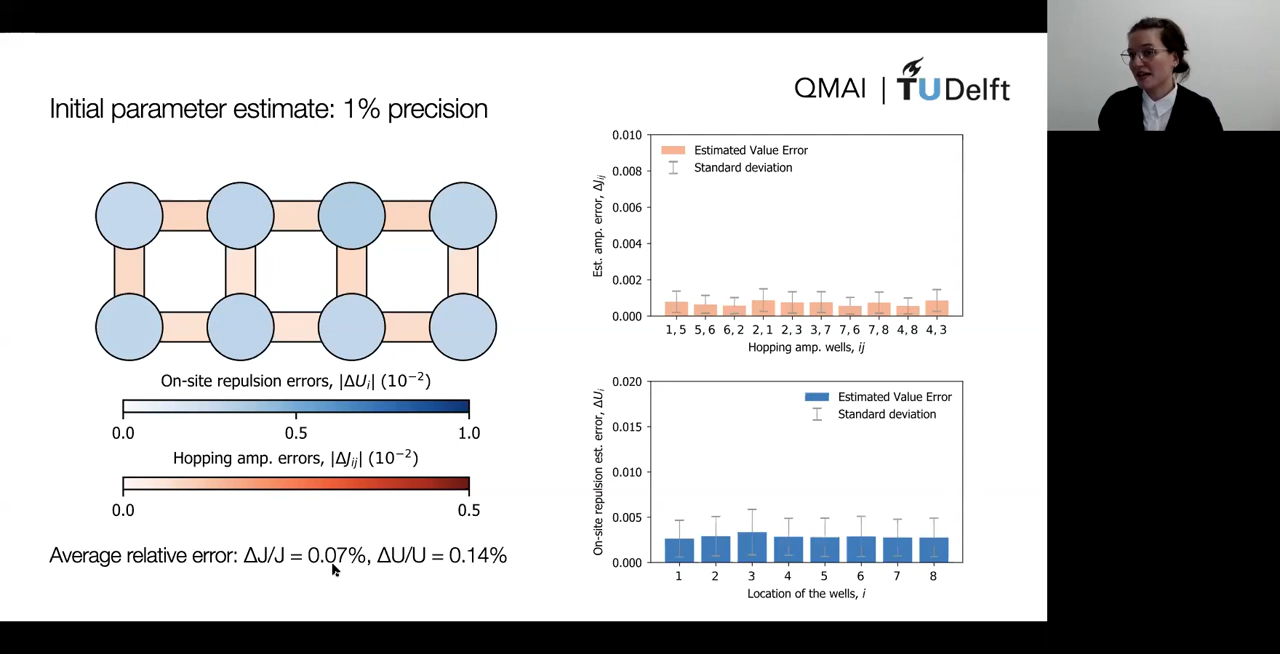 QMAI | TUDelft
Initial parameter estimate: 1% precision
On-site repulsion errors, |ΔU_i| (10⁻²)
0.0 0.5 1.0
Hopping amp. errors, |ΔJ_ij| (10⁻²)
0.0 0.5
Average relative error: ΔJ/J = 0.07%, ΔU/U = 0.14%
Est. amp. error, ΔJ_ij
0.010
0.008
0.006
0.004
0.002
0.000
Estimated Value Error
Standard deviation
1, 5 5, 6 6, 2 2, 1 2, 3 3, 7 7, 6 7, 8 4, 8 4, 3
Hopping amp. wells, ij
On-site repulsion est. error, ΔU_i
0.020
0.015
0.010
0.005
0.000
Estimated Value Error
Standard deviation
1 2 3 4 5 6 7 8
Location of the wells, i